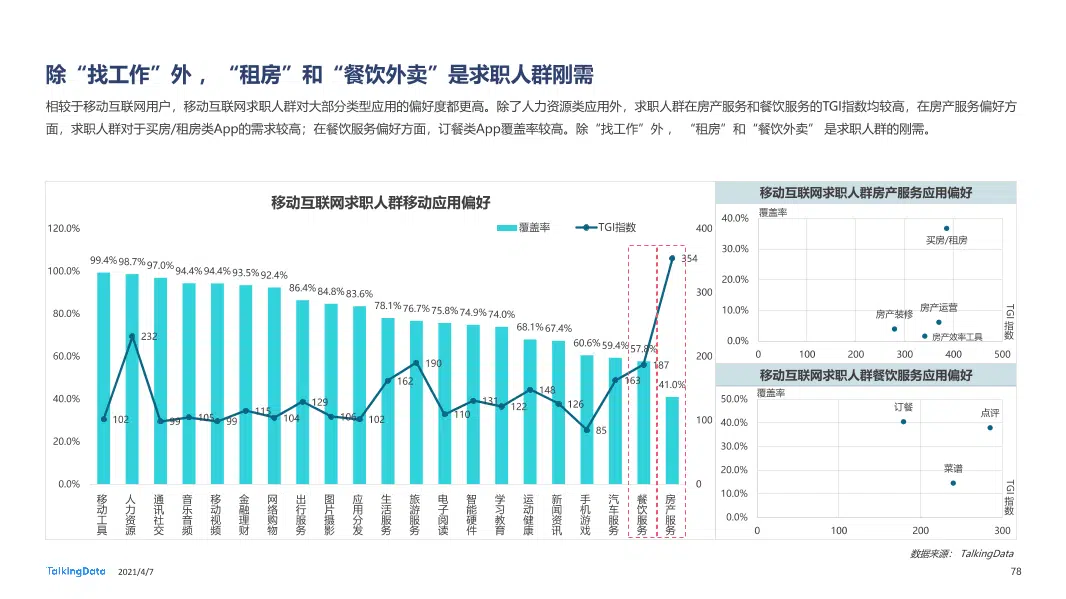 除“找工作”外，“租房”和“餐饮外卖”是求职人群刚需
相较于移动互联网用户，移动互联网求职人群对大部分类型应用的偏好度都更高。除了人力资源类应用外，求职人群在房产服务和餐饮服务的TGI指数均较高，在房产服务偏好方
面，求职人群对于买房/租房类App的需求较高；在餐饮服务偏好方面，订餐类App覆盖率较高。除“找工作”外，“租房”和“餐饮外卖” 是求职人群的刚需。
移动互联网求职人群移动应用偏好
覆盖率 TGI指数
120.0%
100.0%
80.0%
60.0%
40.0%
20.0%
0.0%
400
300
200
100
0
99.4% 98.7% 97.0% 94.4% 94.4% 93.5% 92.4% 86.4% 84.8% 83.6% 78.1% 76.7% 75.8% 74.9% 74.0% 68.1% 67.4% 60.6% 59.4% 57.8% 41.0%
102 232 99 105 99 115 104 129 106 102 162 190 110 131 122 148 126 85 163 187 354
移动工具 人力资源 通讯社交 音乐音频 移动视频 金融理财 网络购物 出行服务 图片摄影 应用分发 生活服务 旅游服务 电子阅读 智能硬件 学习教育 运动健康 新闻资讯 手机游戏 汽车服务 餐饮服务 房产服务
移动互联网求职人群房产服务应用偏好
覆盖率
40.0%
30.0%
20.0%
10.0%
0.0%
买房/租房
房产装修
房产运营
房产效率工具
TGI指数
0 100 200 300 400 500
移动互联网求职人群餐饮服务应用偏好
覆盖率
50.0%
40.0%
30.0%
20.0%
10.0%
0.0%
订餐
点评
菜谱
TGI指数
0 100 200 300
数据来源： TalkingData
TalkingData 2021/4/7
78